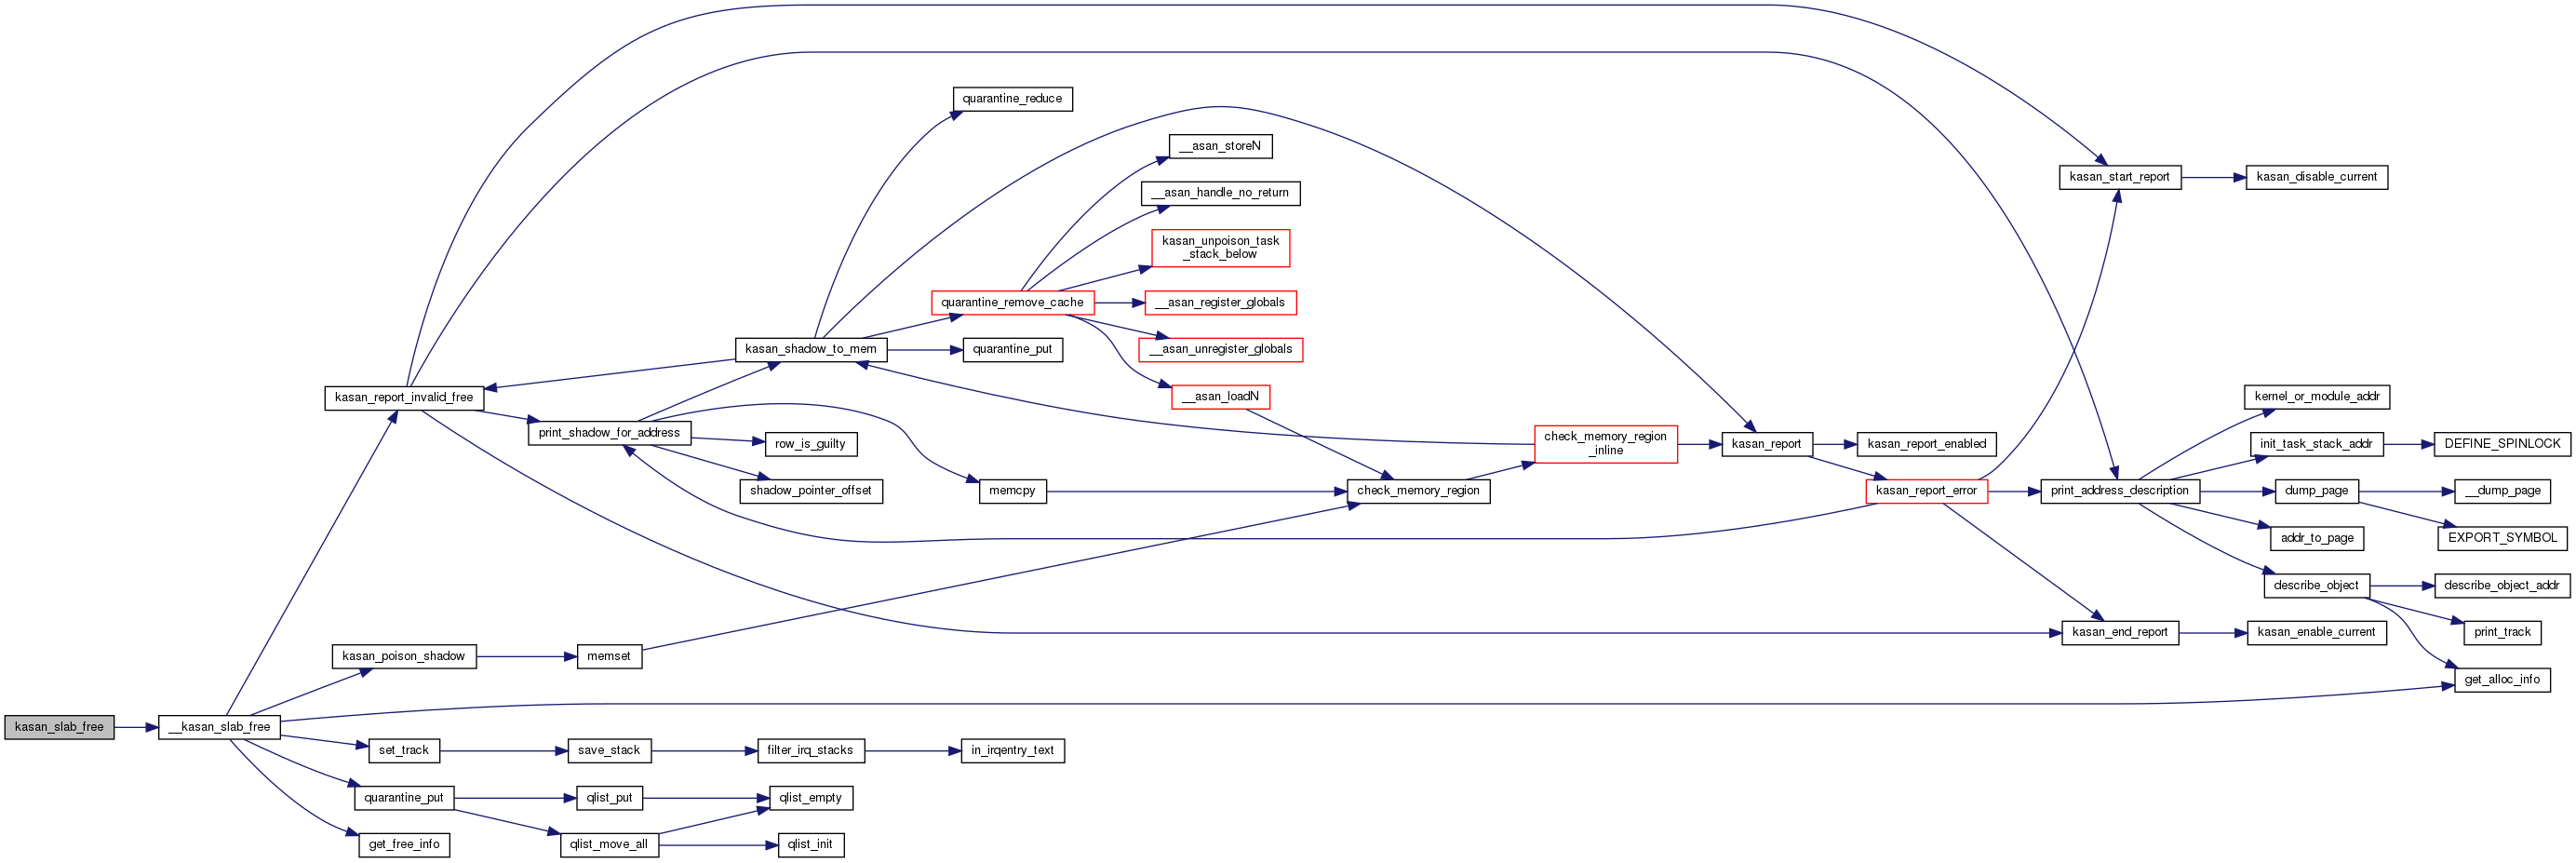 quarantine_reduce
__asan_storeN
kasan_start_report
kasan_disable_current
__asan_handle_no_return
kasan_unpoison_task
_stack_below
quarantine_remove_cache
__asan_register_globals
kasan_shadow_to_mem
quarantine_put
__asan_unregister_globals
kasan_report_invalid_free
__asan_loadN
kernel_or_module_addr
print_shadow_for_address
row_is_guilty
check_memory_region
_inline
kasan_report
kasan_report_enabled
init_task_stack_addr
DEFINE_SPINLOCK
shadow_pointer_offset
memcpy
check_memory_region
kasan_report_error
print_address_description
dump_page
__dump_page
addr_to_page
EXPORT_SYMBOL
describe_object
describe_object_addr
kasan_end_report
kasan_enable_current
print_track
kasan_poison_shadow
memset
get_alloc_info
kasan_slab_free
__kasan_slab_free
set_track
save_stack
filter_irq_stacks
in_irqentry_text
quarantine_put
qlist_put
qlist_empty
get_free_info
qlist_move_all
qlist_init